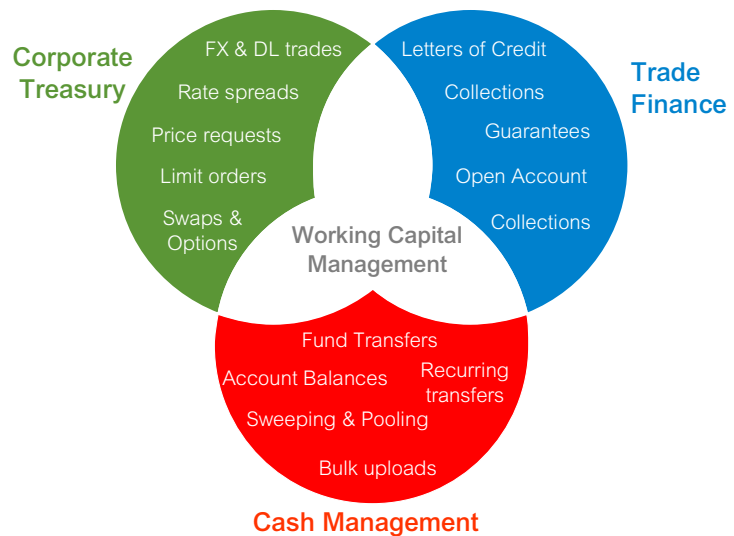 Corporate
Treasury
FX & DL trades
Rate spreads
Price requests
Limit orders
Swaps &
Options
Letters of Credit
Collections
Guarantees
Open Account
Collections
Trade
Finance
Working Capital
Management
Fund Transfers
Account Balances
Recurring
transfers
Sweeping & Pooling
Bulk uploads
Cash Management